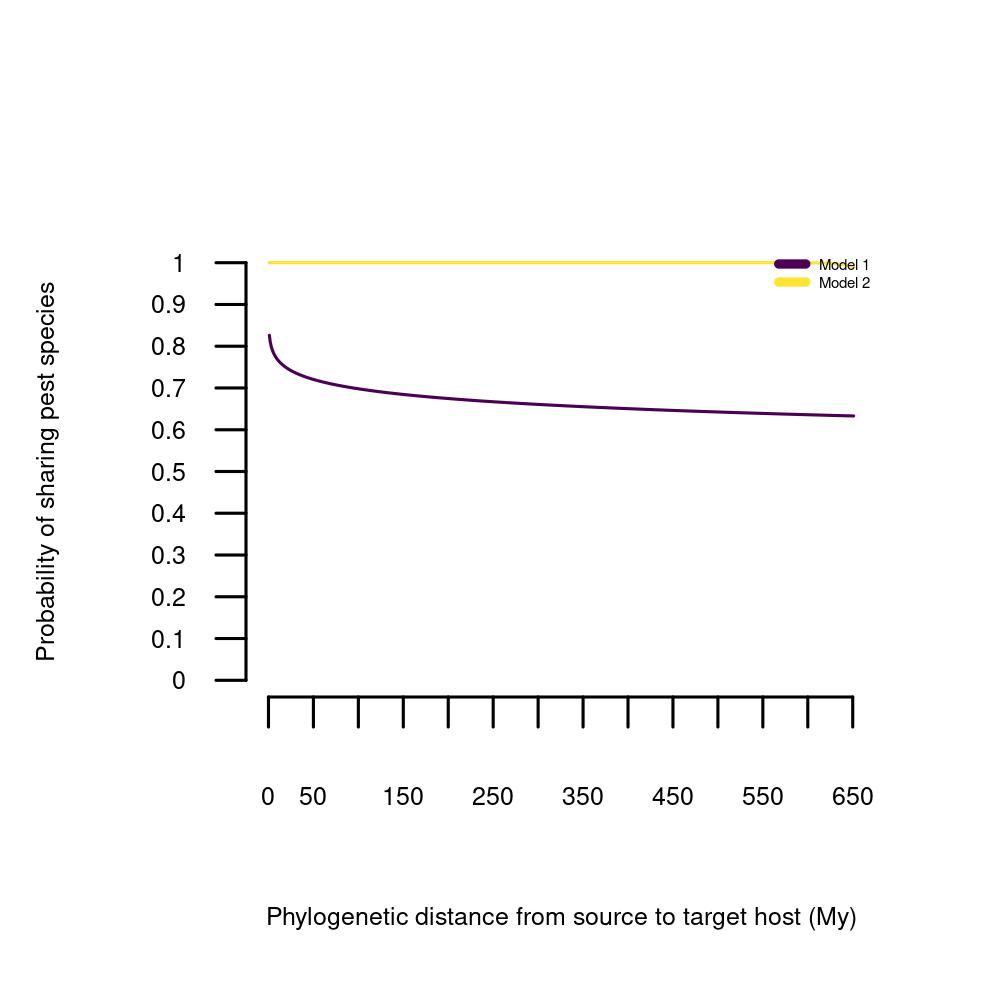 Model 1
Model 2
Probability of sharing pest species
1
0.9
0.8
0.7
0.6
0.5
0.4
0.3
0.2
0.1
0
0 50 150 250 350 450 550 650
Phylogenetic distance from source to target host (My)